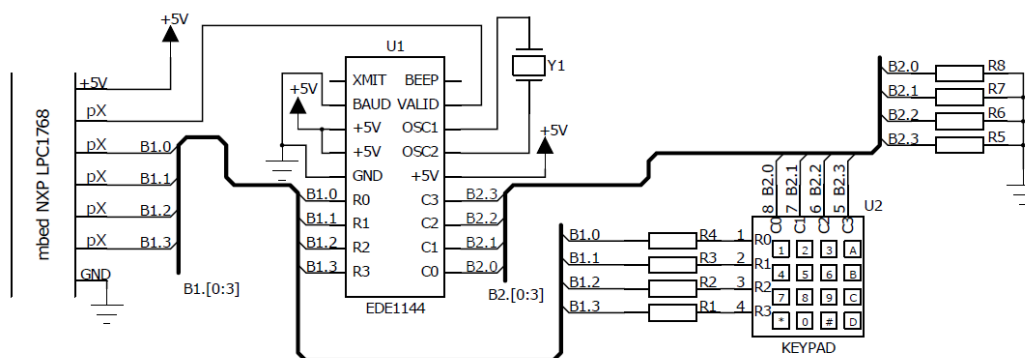 mbed NXP LPC1768
+5V
+5V
pX
pX
B1.0
pX
B1.1
pX
B1.2
pX
B1.3
GND
B1.[0:3]
U1
+5V
XMIT
BEEP
BAUD
VALID
+5V
OSC1
+5V
OSC2
GND
+5V
B1.0
R0
C3
B2.3
B1.1
R1
C2
B2.2
B1.2
R2
C1
B2.1
B1.3
R3
C0
B2.0
EDE1144
Y1
+5V
B2.[0:3]
B1.0
R4
1
R0
B1.1
R3
2
R1
B1.2
R2
3
R2
B1.3
R1
4
R3
B2.0
R8
B2.1
R7
B2.2
R6
B2.3
R5
B2.0
B2.1
B2.2
B2.3
8
7
6
5
U2
C0
C1
C2
C3
1 2 3 A
4 5 6 B
7 8 9 C
* 0 # D
KEYPAD